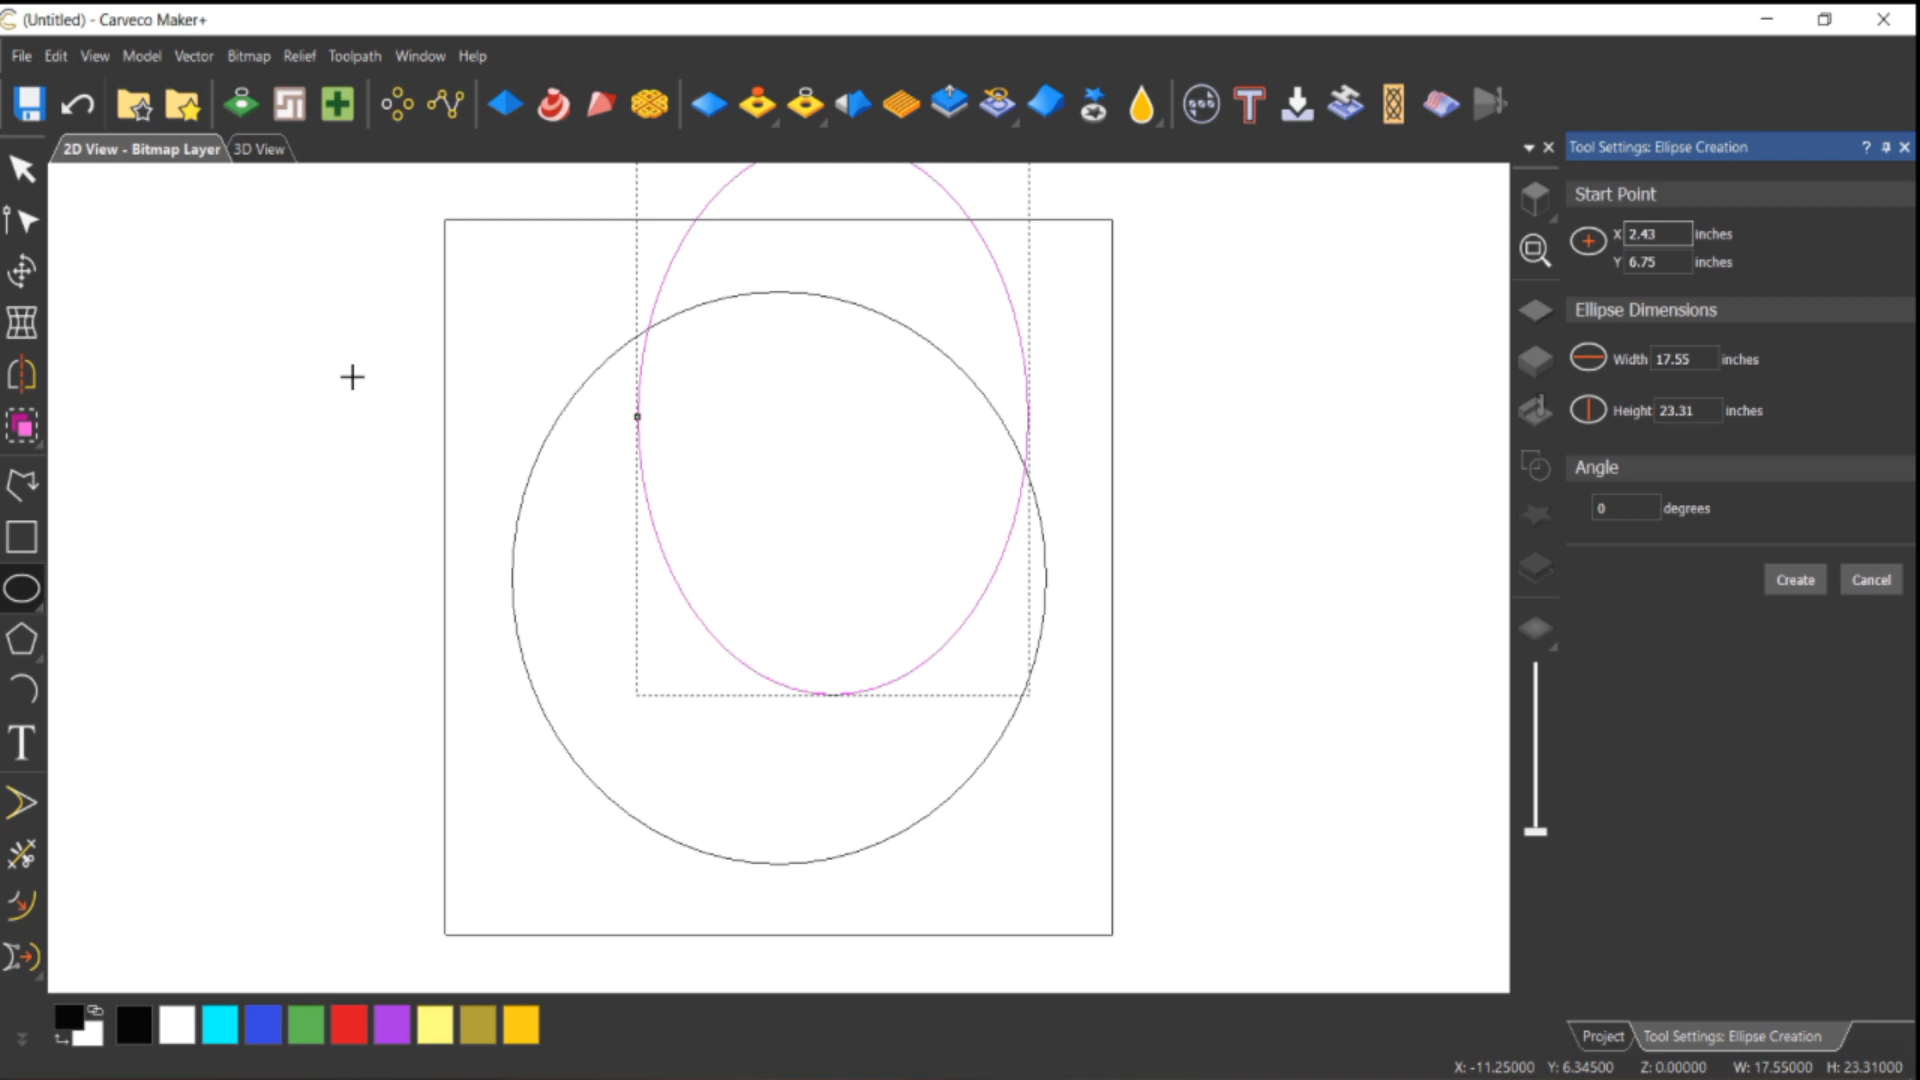 (Untitled) - Carveco Maker+
File Edit View Model Vector Bitmap Relief Toolpath Window Help
2D View - Bitmap Layer 3D View
Tool Settings: Ellipse Creation ?
Start Point
X 2.43 inches
Y 6.75 inches
Ellipse Dimensions
Width 17.55 inches
Height 23.31 inches
Angle
0 degrees
Create Cancel
T
Project Tool Settings: Ellipse Creation
X: -11.25000 Y: 6.34500 Z: 0.00000 W: 17.55000 H: 23.31000